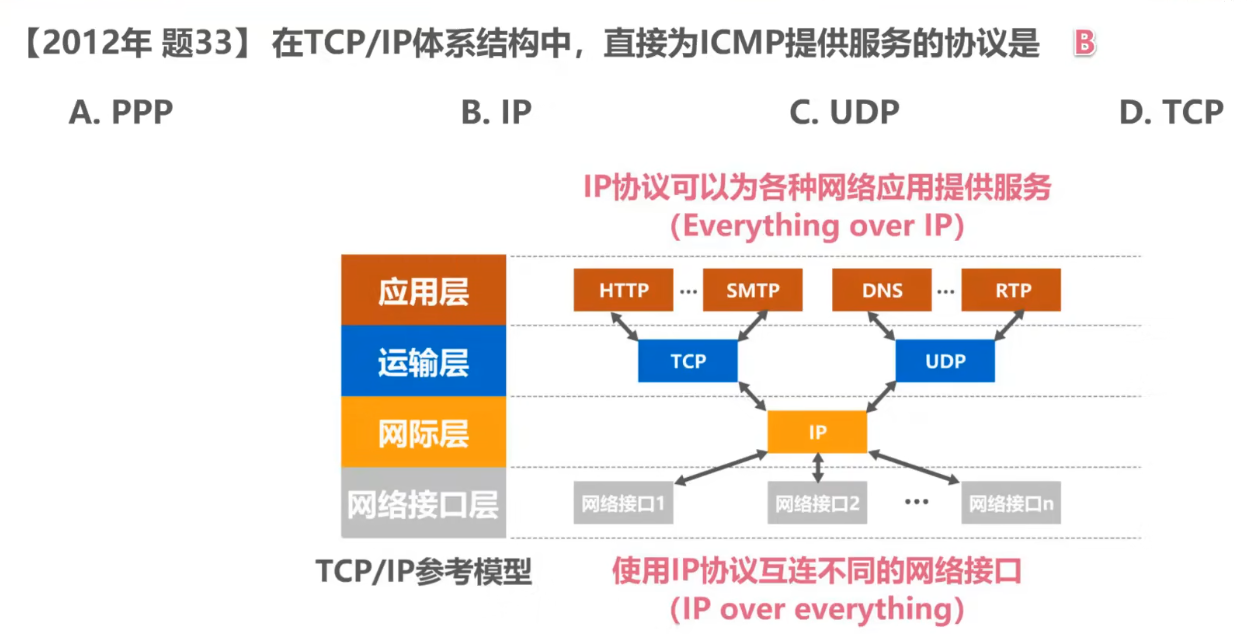 【2012年 题33】 在TCP/IP体系结构中，直接为ICMP提供服务的协议是 B
A. PPP B. IP C. UDP D. TCP
IP协议可以为各种网络应用提供服务
（Everything over IP）
应用层 HTTP ... SMTP DNS ... RTP
运输层 TCP UDP
网际层 IP
网络接口层 网络接口1 网络接口2 ... 网络接口n
TCP/IP参考模型 使用IP协议互连不同的网络接口
（IP over everything）